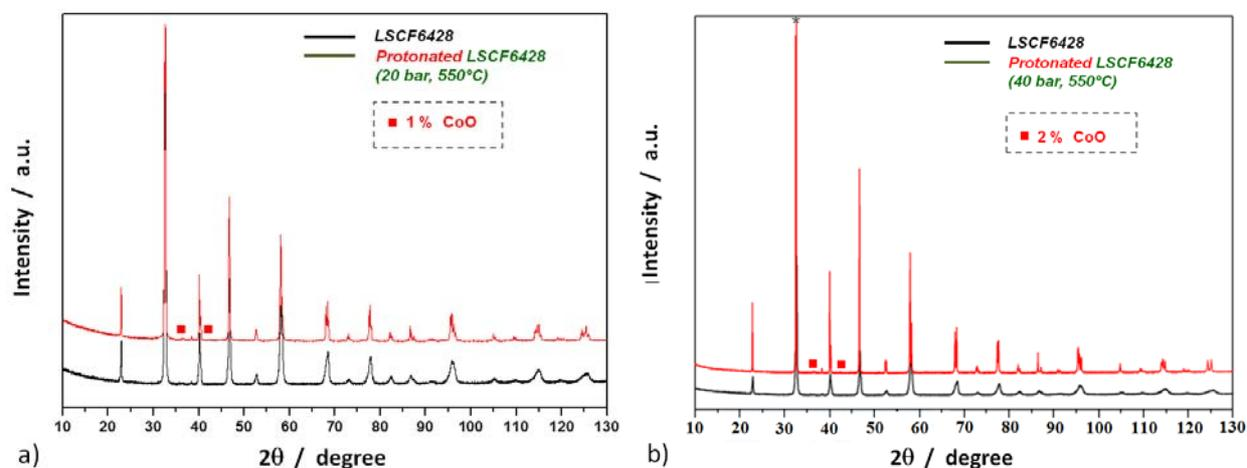 LSCF6428
Protonated LSCF6428
(20 bar, 550°C)
1 % CoO
Intensity / a.u.
10 20 30 40 50 60 70 80 90 100 110 120 130
2θ / degree
a)
*
LSCF6428
Protonated LSCF6428
(40 bar, 550°C)
2 % CoO
Intensity / a.u.
10 20 30 40 50 60 70 80 90 100 110 120 130
2θ / degree
b)